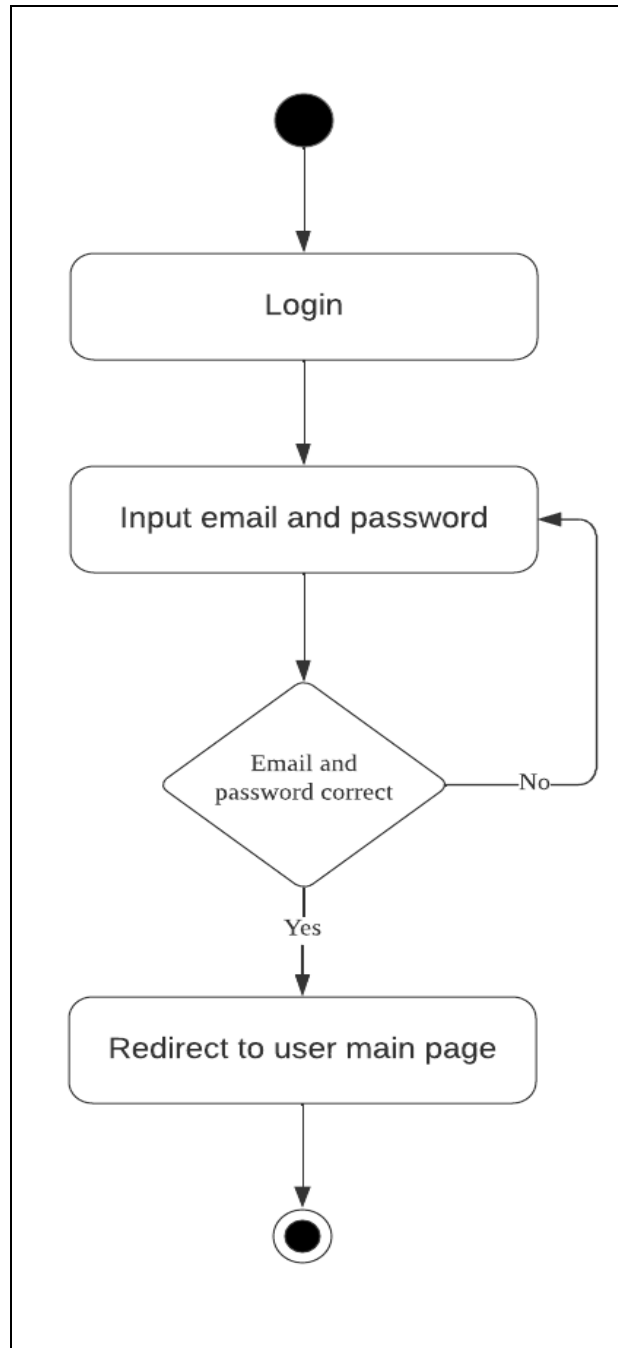 Login
Input email and password
Email and
password correct
No
Yes
Redirect to user main page